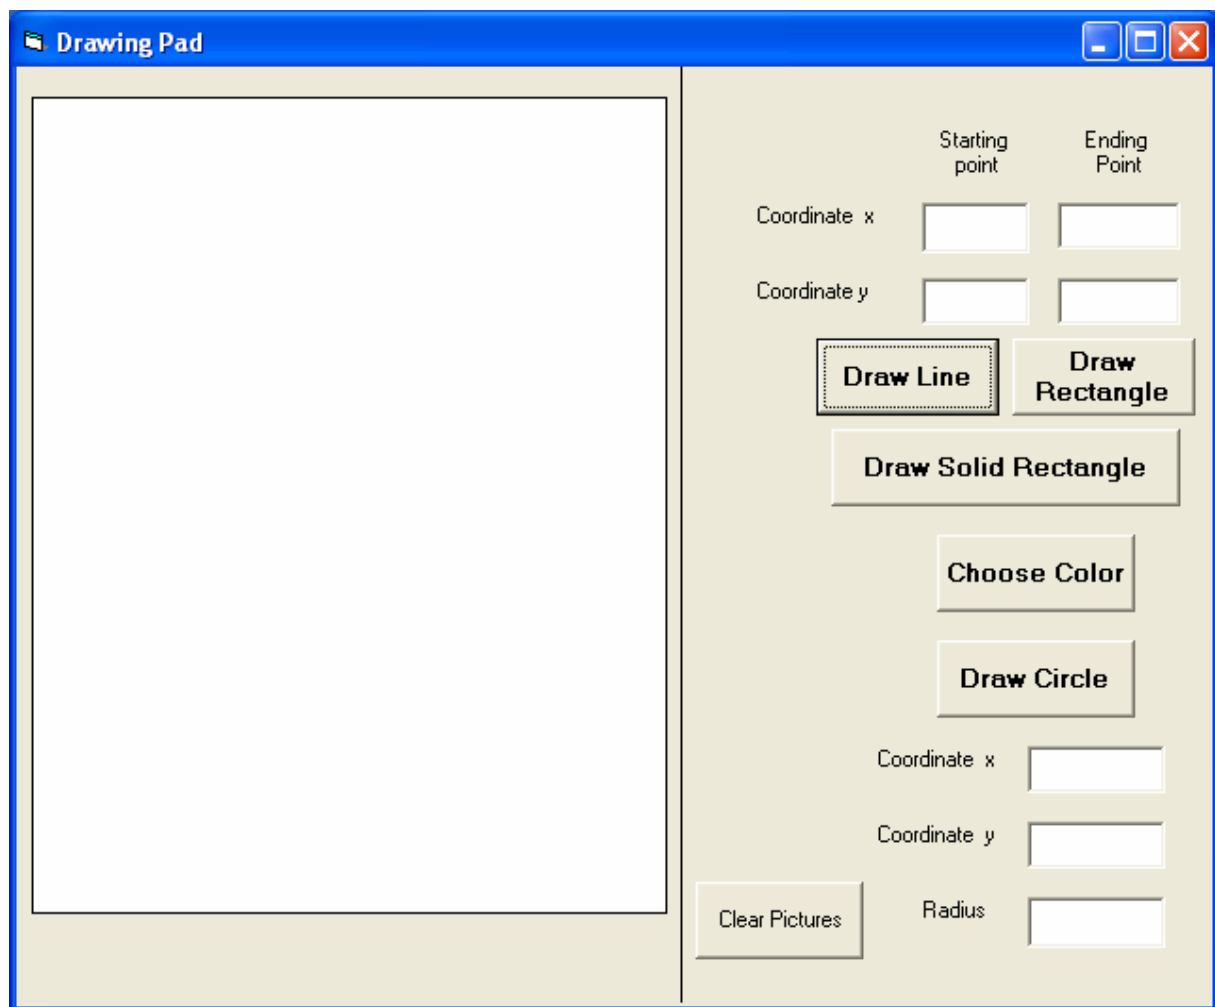 Drawing Pad
Starting
point
Ending
Point
Coordinate x
Coordinate y
Draw Line
Draw
Rectangle
Draw Solid Rectangle
Choose Color
Draw Circle
Coordinate x
Coordinate y
Clear Pictures
Radius